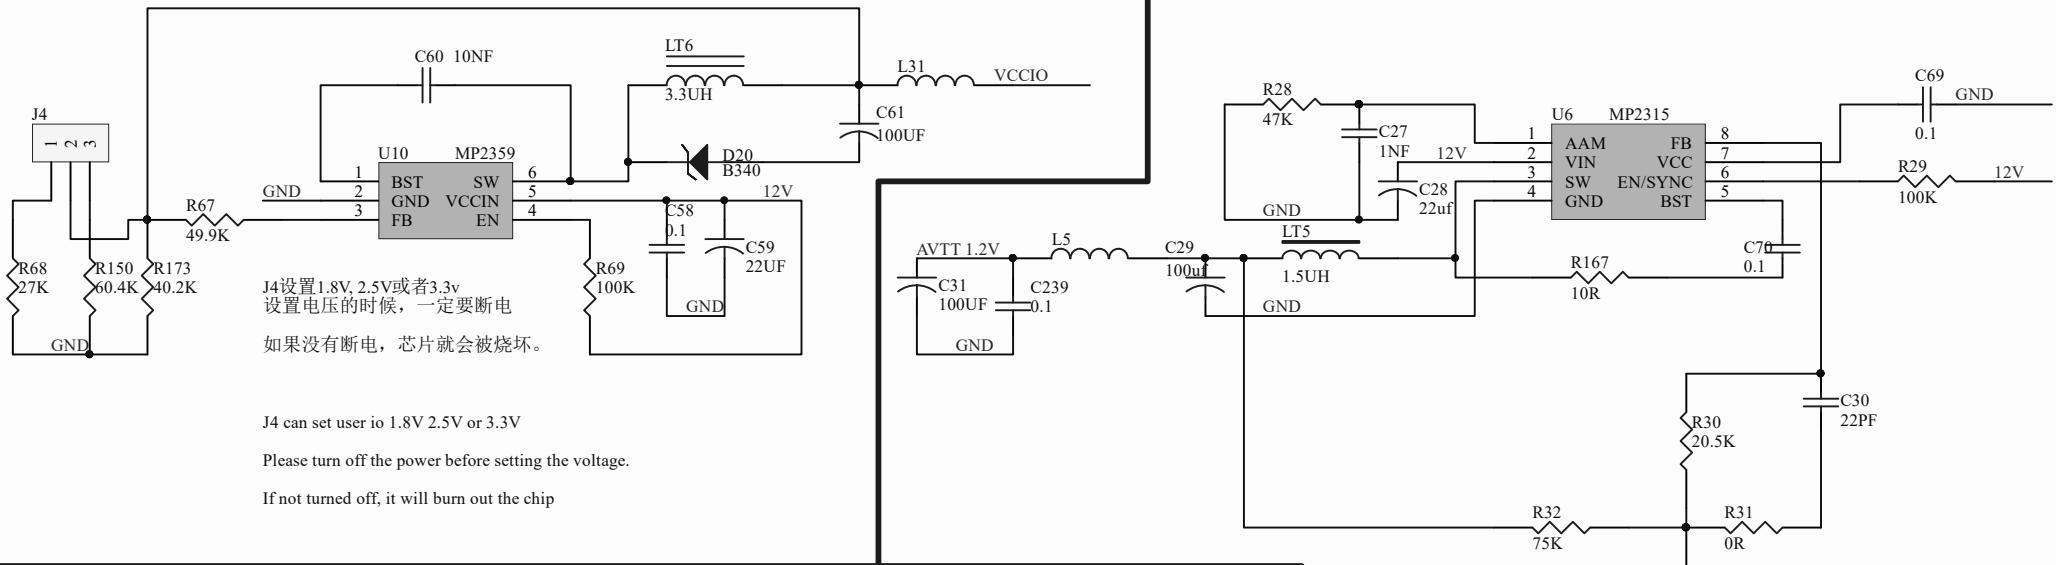 C60 10NF
LT6
3.3UH
L31
VCCIO
C61
100UF
J4
1
2
3
U10
MP2359
1
2
3
BST
GND
FB
SW
VCCIN
EN
6
5
4
D20
B340
GND
12V
R67
49.9K
C58
0.1
C59
22UF
R68
27K
R150
60.4K
R173
40.2K
R69
100K
GND
GND
J4设置1.8V, 2.5V或者3.3v
设置电压的时候，一定要断电
如果没有断电，芯片就会被烧坏。
J4 can set user io 1.8V 2.5V or 3.3V
Please turn off the power before setting the voltage.
If not turned off, it will burn out the chip
R28
47K
C27
1NF
12V
C28
22uf
GND
U6
MP2315
1
2
3
4
AAM
VIN
SW
GND
FB
VCC
EN/SYNC
BST
8
7
6
5
C69
0.1
GND
R29
100K
12V
AVTT 1.2V
L5
C29
100uf
LT5
1.5UH
C31
100UF
C239
0.1
GND
GND
R167
10R
C70
0.1
C30
22PF
R30
20.5K
R32
75K
R31
0R